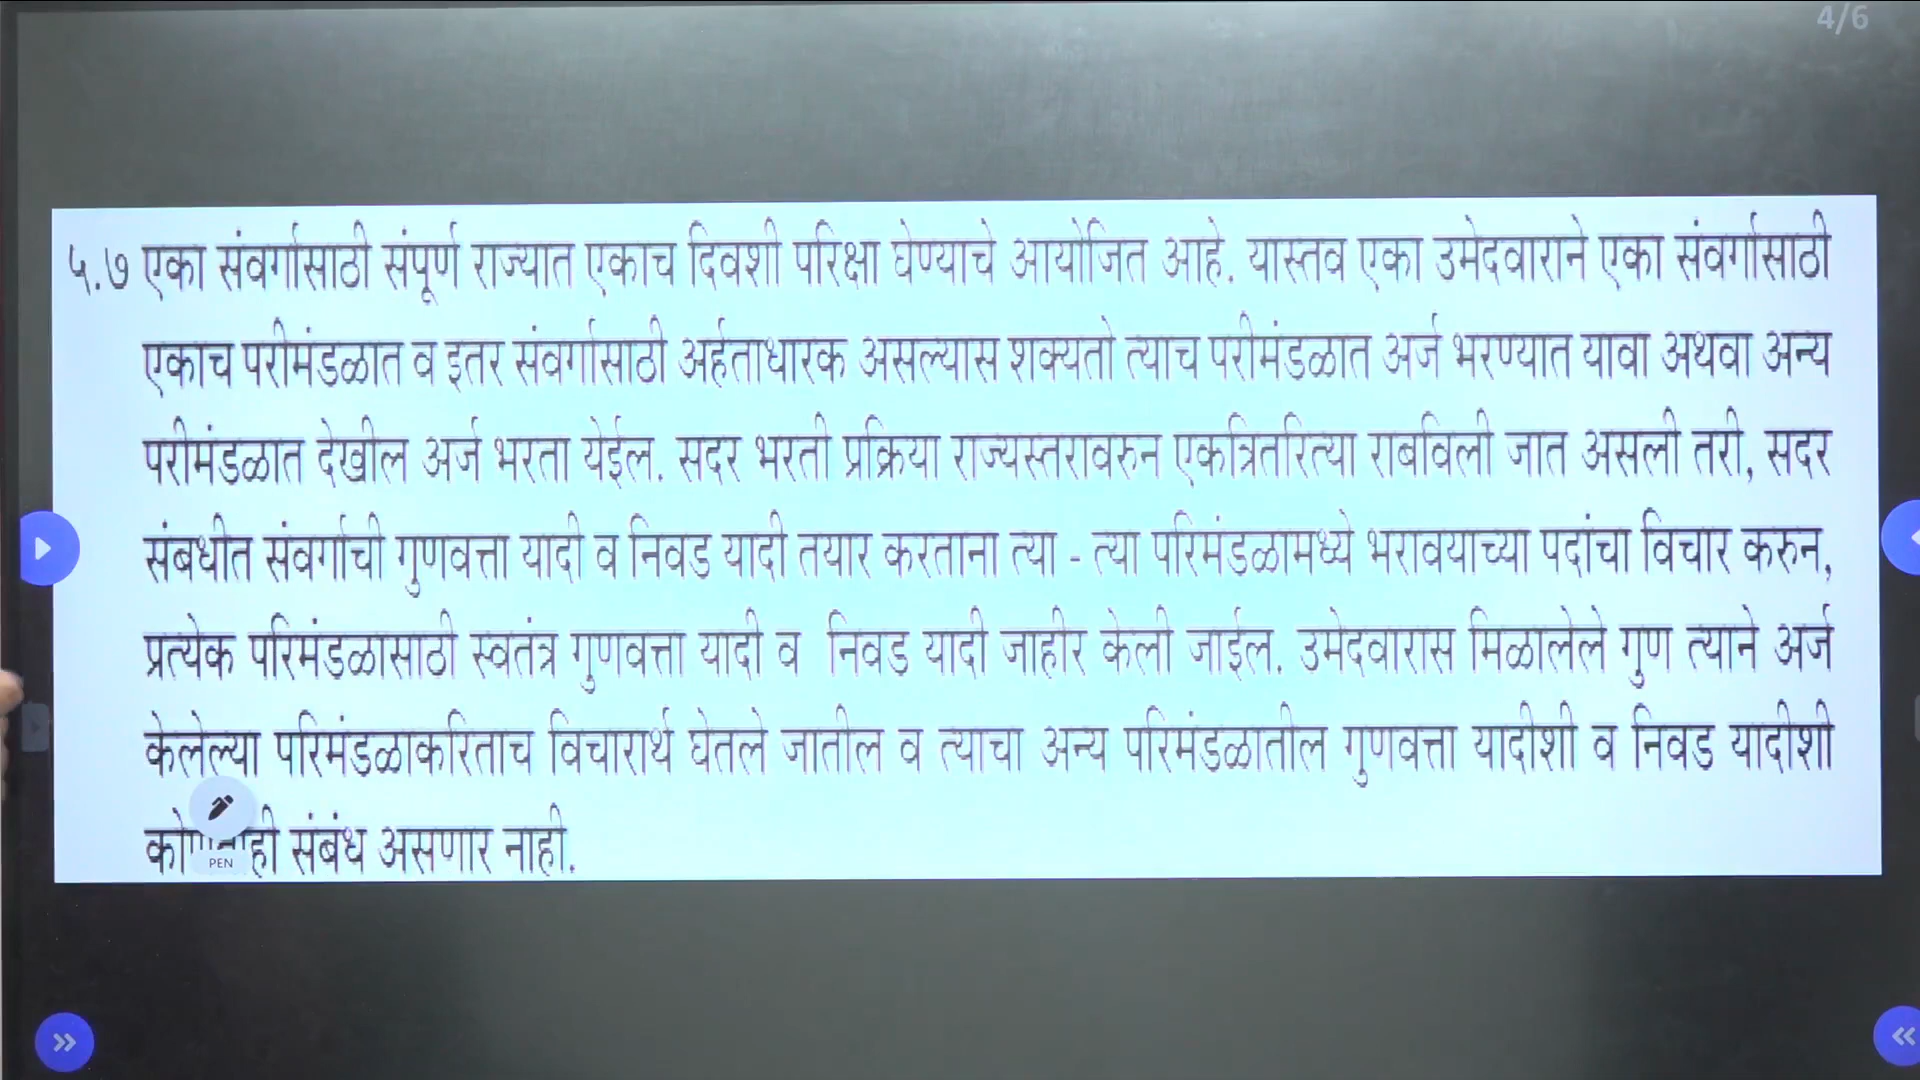 4/6
५.७ एका संवर्गासाठी संपूर्ण राज्यात एकाच दिवशी परिक्षा घेण्याचे आयोजित आहे. यास्तव एका उमेदवाराने एका संवर्गासाठी
एकाच परीमंडळात व इतर संवर्गासाठी अर्हताधारक असल्यास शक्यतो त्याच परीमंडळात अर्ज भरण्यात यावा अथवा अन्य
परीमंडळात देखील अर्ज भरता येईल. सदर भरती प्रक्रिया राज्यस्तरावरुन एकत्रितरित्या राबविली जात असली तरी, सदर
संबधीत संवर्गाची गुणवत्ता यादी व निवड यादी तयार करताना त्या - त्या परिमंडळामध्ये भरावयाच्या पदांचा विचार करुन,
प्रत्येक परिमंडळासाठी स्वतंत्र गुणवत्ता यादी व निवड यादी जाहीर केली जाईल. उमेदवारास मिळालेले गुण त्याने अर्ज
केलेल्या परिमंडळाकरिताच विचारार्थ घेतले जातील व त्याचा अन्य परिमंडळातील गुणवत्ता यादीशी व निवड यादीशी
संबंध असणार नाही.
PEN